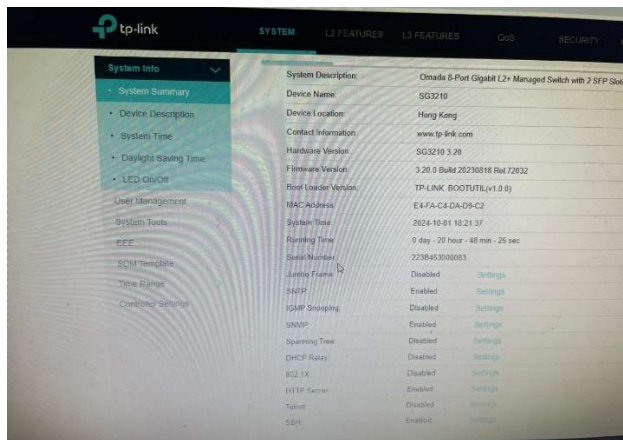 tp-link
SYSTEM L2 FEATURES L3 FEATURES QoS SECURITY
System Info
System Summary
Device Description
System Time
Daylight Saving Time
LED On/Off
User Management
System Tools
EEE
SDM Template
Time Range
Controller Settings
System Description: Omada 8-Port Gigabit L2+ Managed Switch with 2 SFP Slots
Device Name: SG3210
Device Location: Hong Kong
Contact Information: www.tp-link.com
Hardware Version: SG3210 3.20
Firmware Version: 3.20.0 Build 20230818 Rel.72032
Boot Loader Version: TP-LINK BOOTUTIL(v1.0.0)
MAC Address: E4-FA-C4-DA-D9-C2
System Time: 2024-10-01 18:21:37
Running Time: 0 day - 20 hour - 48 min - 25 sec
Serial Number: 223B453000083
Jumbo Frame: Disabled Settings
SNTP: Enabled Settings
IGMP Snooping: Disabled Settings
SNMP: Enabled Settings
Spanning Tree: Disabled Settings
DHCP Relay: Disabled Settings
802.1X: Disabled Settings
HTTP Server: Enabled Settings
Telnet: Disabled Settings
SSH: Enabled Settings